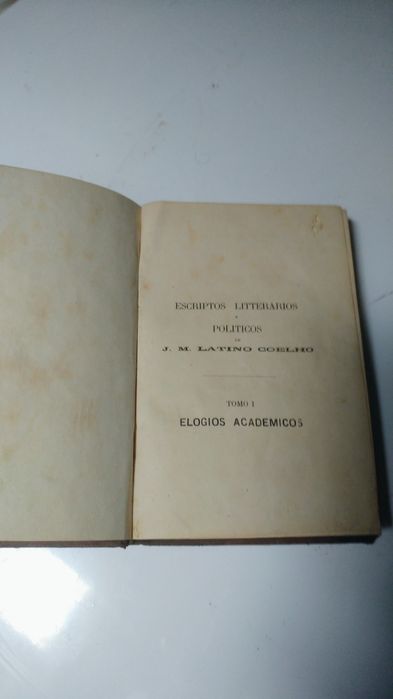 ESCRIPTOS LITTERARIOS
E
POLITICOS
DE
J. M. LATINO COELHO
TOMO I
ELOGIOS ACADEMICOS